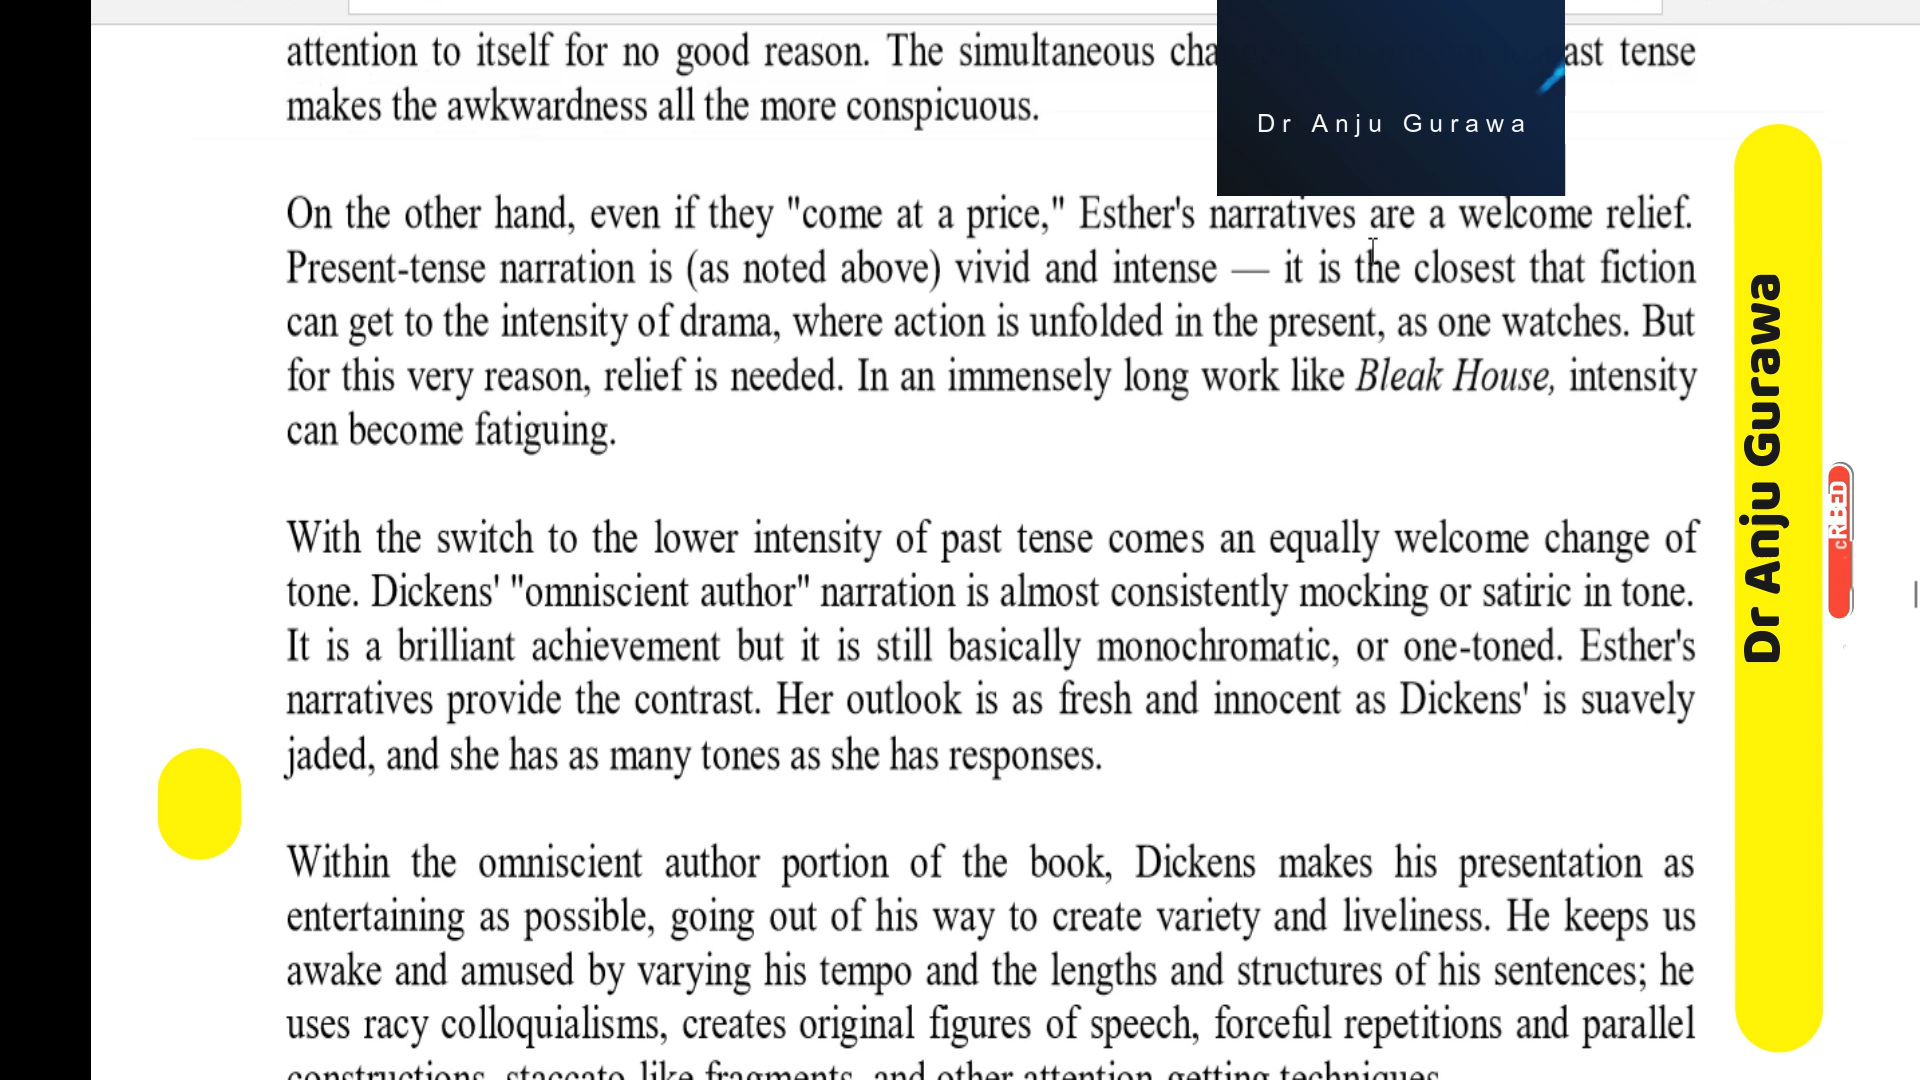 attention to itself for no good reason. The simultaneous tense
makes the awkwardness all the more conspicuous.
Dr Anju Gurawa
On the other hand, even if they "come at a price," Esther's narratives are a welcome relief.
Present-tense narration is (as noted above) vivid and intense — it is the closest that fiction
can get to the intensity of drama, where action is unfolded in the present, as one watches. But
for this very reason, relief is needed. In an immensely long work like Bleak House, intensity
can become fatiguing.
With the switch to the lower intensity of past tense comes an equally welcome change of
tone. Dickens' "omniscient author" narration is almost consistently mocking or satiric in tone.
It is a brilliant achievement but it is still basically monochromatic, or one-toned. Esther's
narratives provide the contrast. Her outlook is as fresh and innocent as Dickens' is suavely
jaded, and she has as many tones as she has responses.
Within the omniscient author portion of the book, Dickens makes his presentation as
entertaining as possible, going out of his way to create variety and liveliness. He keeps us
awake and amused by varying his tempo and the lengths and structures of his sentences; he
uses racy colloquialisms, creates original figures of speech, forceful repetitions and parallel
constructions, staccato-like fragments, and other attention-getting techniques.
Dr Anju Gurawa